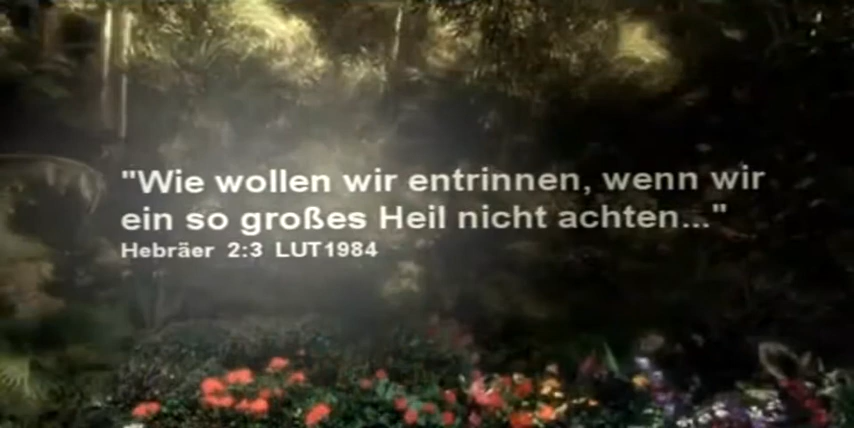 "Wie wollen wir entrinnen, wenn wir
ein so großes Heil nicht achten..."
Hebräer 2:3 LUT1984